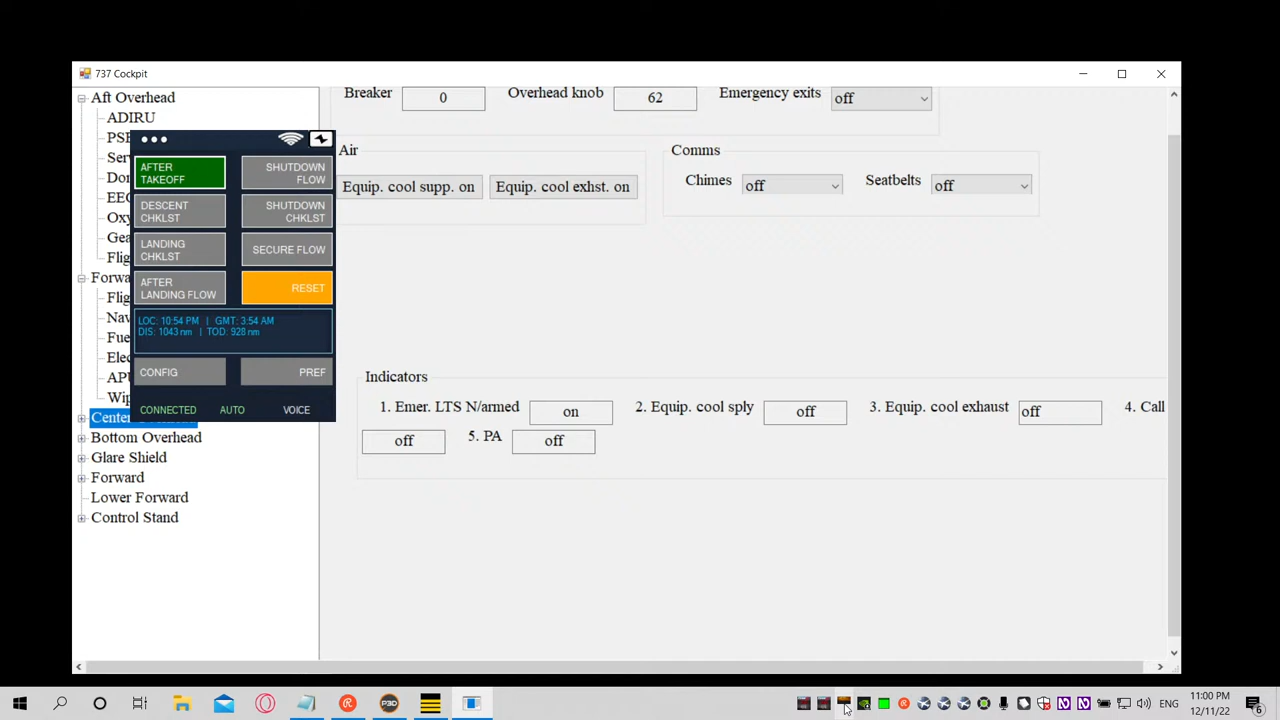 737 Cockpit
Aft Overhead
ADIRU
PSE
Ser
Doo
EEC
Oxy
Gea
Flig
Forwa
Flig
Nav
Fue
Elec
APU
Wip
Center
Bottom Overhead
Glare Shield
Forward
Lower Forward
Control Stand
AFTER TAKEOFF
SHUTDOWN FLOW
DESCENT CHKLST
SHUTDOWN CHKLST
LANDING CHKLST
SECURE FLOW
AFTER LANDING FLOW
RESET
LOC: 10:54 PM | GMT: 3:54 AM
DIS: 1043 nm | TOD: 928 nm
CONFIG
PREF
CONNECTED AUTO VOICE
Breaker 0 Overhead knob 62 Emergency exits off
Air
Equip. cool supp. on Equip. cool exhst. on
Comms
Chimes off Seatbelts off
Indicators
1. Emer. LTS N/armed on 2. Equip. cool sply off 3. Equip. cool exhaust off 4. Call
off 5. PA off
P3D
ENG
11:00 PM
12/11/22
6